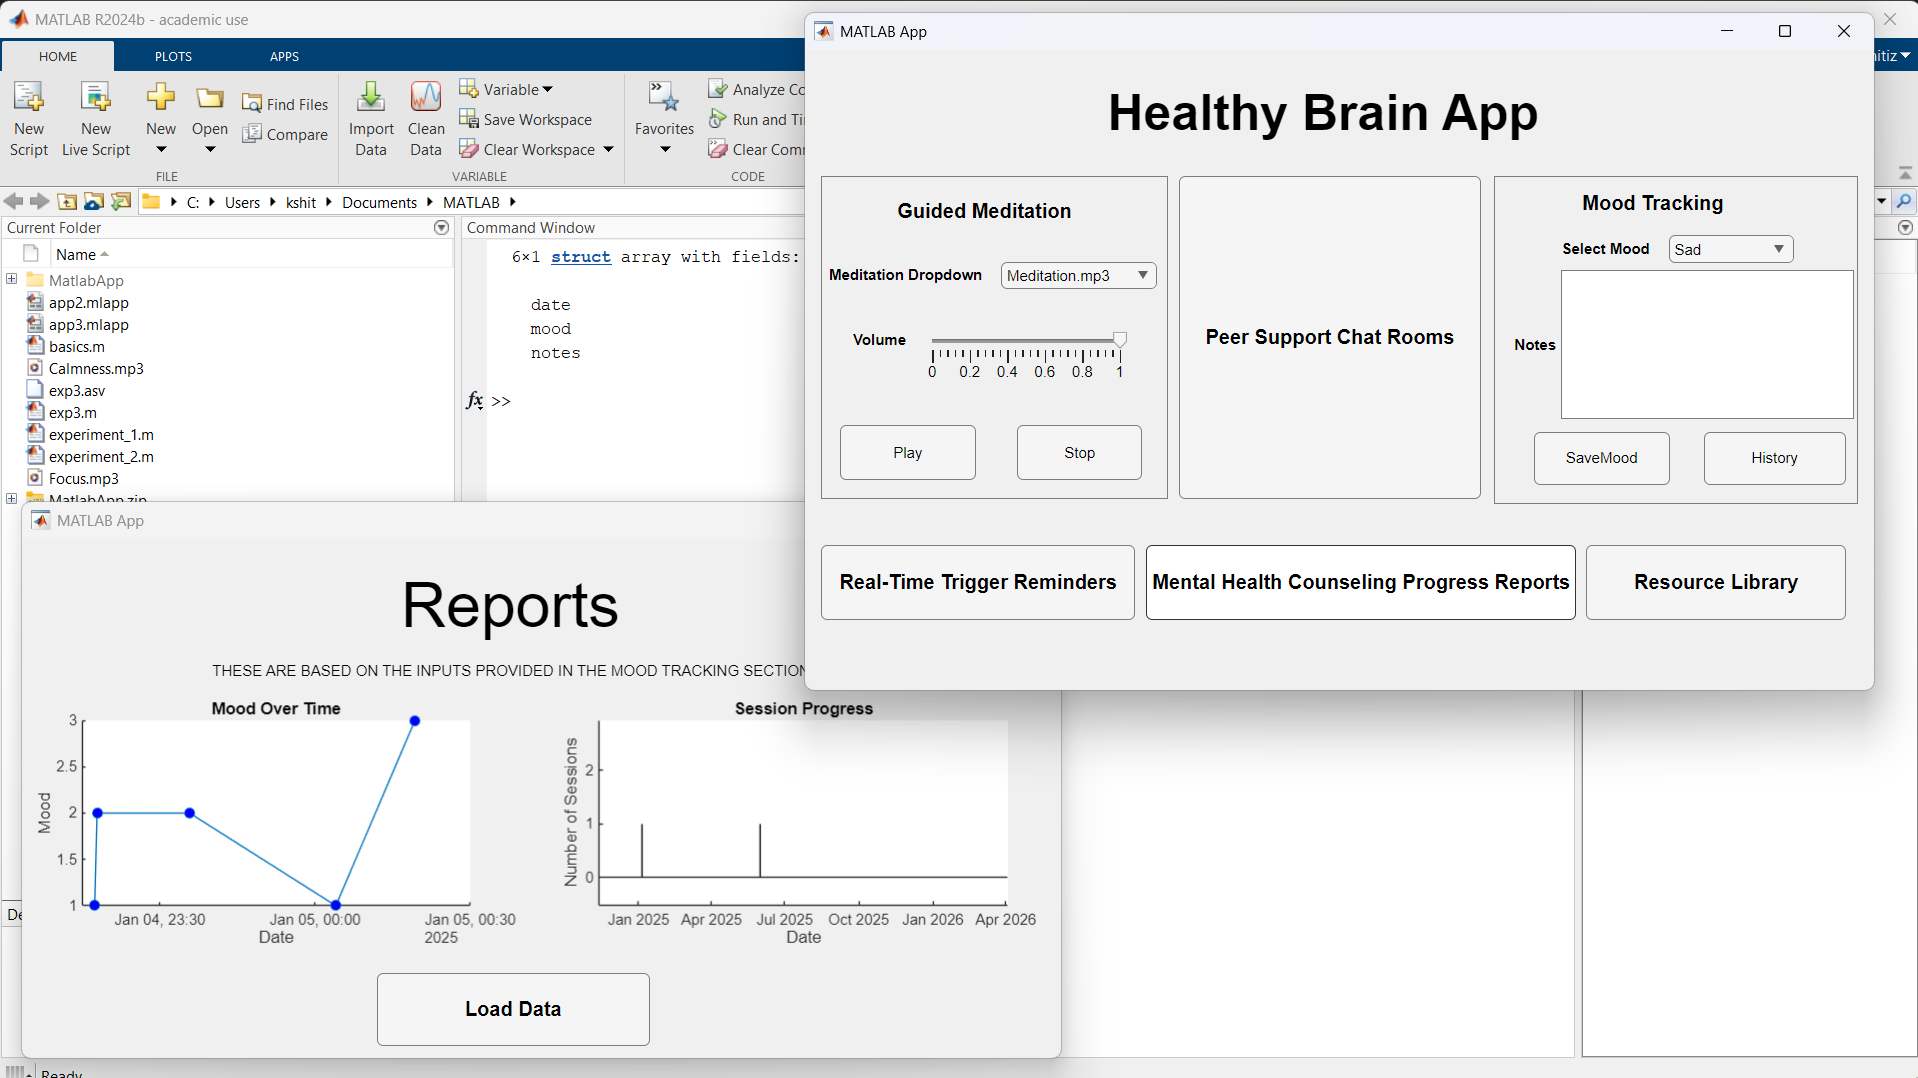 MATLAB R2024b - academic use
HOME PLOTS APPS
New Script
New Live Script
New
Open
Find Files
Compare
FILE
Import Data
Clean Data
Variable
Save Workspace
Clear Workspace
VARIABLE
Favorites
Analyze
Run and
Clear
CODE
C: Users kshit Documents MATLAB
Current Folder
Name
MatlabApp
app2.mlapp
app3.mlapp
basics.m
Calmness.mp3
exp3.asv
exp3.m
experiment_1.m
experiment_2.m
Focus.mp3
MatlabApp.zip
Command Window
6×1 struct array with fields:
date
mood
notes
fx >>
MATLAB App
Healthy Brain App
Guided Meditation
Meditation Dropdown Meditation.mp3
Volume
0 0.2 0.4 0.6 0.8 1
Play Stop
Peer Support Chat Rooms
Mood Tracking
Select Mood Sad
Notes
SaveMood History
Real-Time Trigger Reminders
Mental Health Counseling Progress Reports
Resource Library
MATLAB App
Reports
THESE ARE BASED ON THE INPUTS PROVIDED IN THE MOOD TRACKING SECTION
Mood Over Time
3
2.5
2
1.5
1
Mood
Jan 04, 23:30 Jan 05, 00:00 Jan 05, 00:30
Date 2025
Session Progress
2
1
0
Number of Sessions
Jan 2025 Apr 2025 Jul 2025 Oct 2025 Jan 2026 Apr 2026
Date
Load Data
Ready